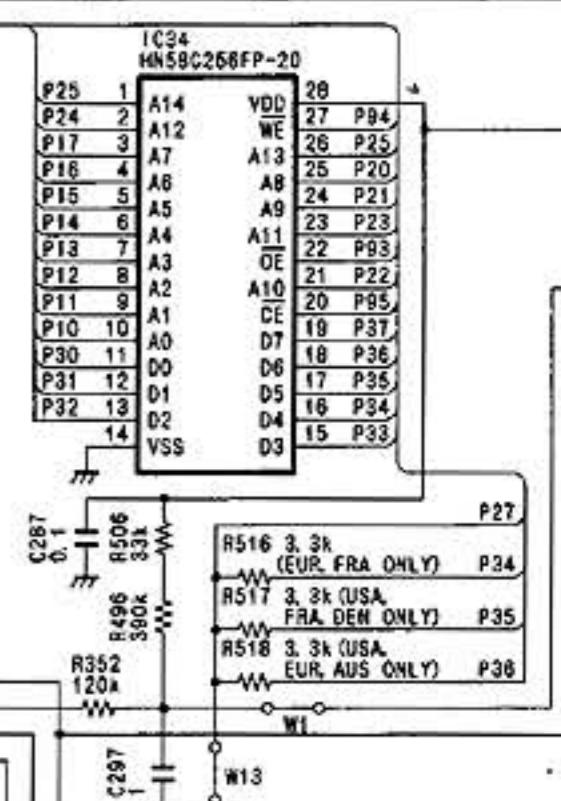 IC34
HN58C256FP-20
P25 1 A14 VDD 28
P24 2 A12 WE 27 P94
P17 3 A7 A13 26 P25
P16 4 A6 A8 25 P20
P15 5 A5 A9 24 P21
P14 6 A4 A11 23 P23
P13 7 A3 OE 22 P93
P12 8 A2 A10 21 P22
P11 9 A1 CE 20 P95
P10 10 A0 D7 19 P37
P30 11 D0 D6 18 P36
P31 12 D1 D5 17 P35
P32 13 D2 D4 16 P34
14 VSS D3 15 P33
C287
0.1
R506
33k
P27
R516 3.3k
(EUR, FRA ONLY) P34
R517 3.3k (USA,
FRA, DEN ONLY) P35
R518 3.3k (USA,
EUR, AUS ONLY) P36
R496
390k
R352
120k
W1
C297
1
W13